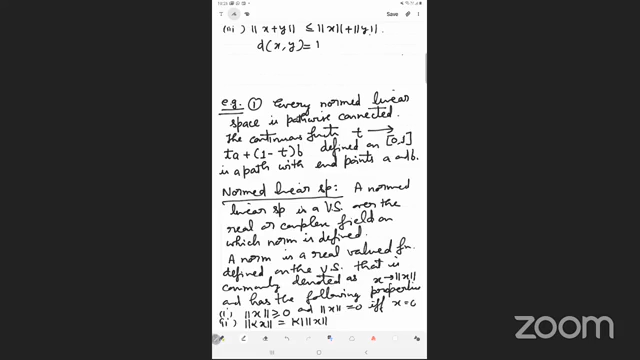 Save
(iii) ||x+y|| ≤ ||x||+||y||.
d(x,y)=1
e.g. ① Every normed linear
space is pathwise connected.
The continuous functn t →
ta+(1-t)b defined on [0,1]
is a path with end points a and b.
Normed linear sp: A normed
linear sp is a V.S. over the
real or complex field on
which norm is defined.
A norm is a real valued fn.
defined on the V.S. that is
commonly denoted as x→||x||
and has the following properties
(i) ||x||≥0 and ||x||=0 iff x=0
(ii) ||αx|| = |α| ||x||
zoom